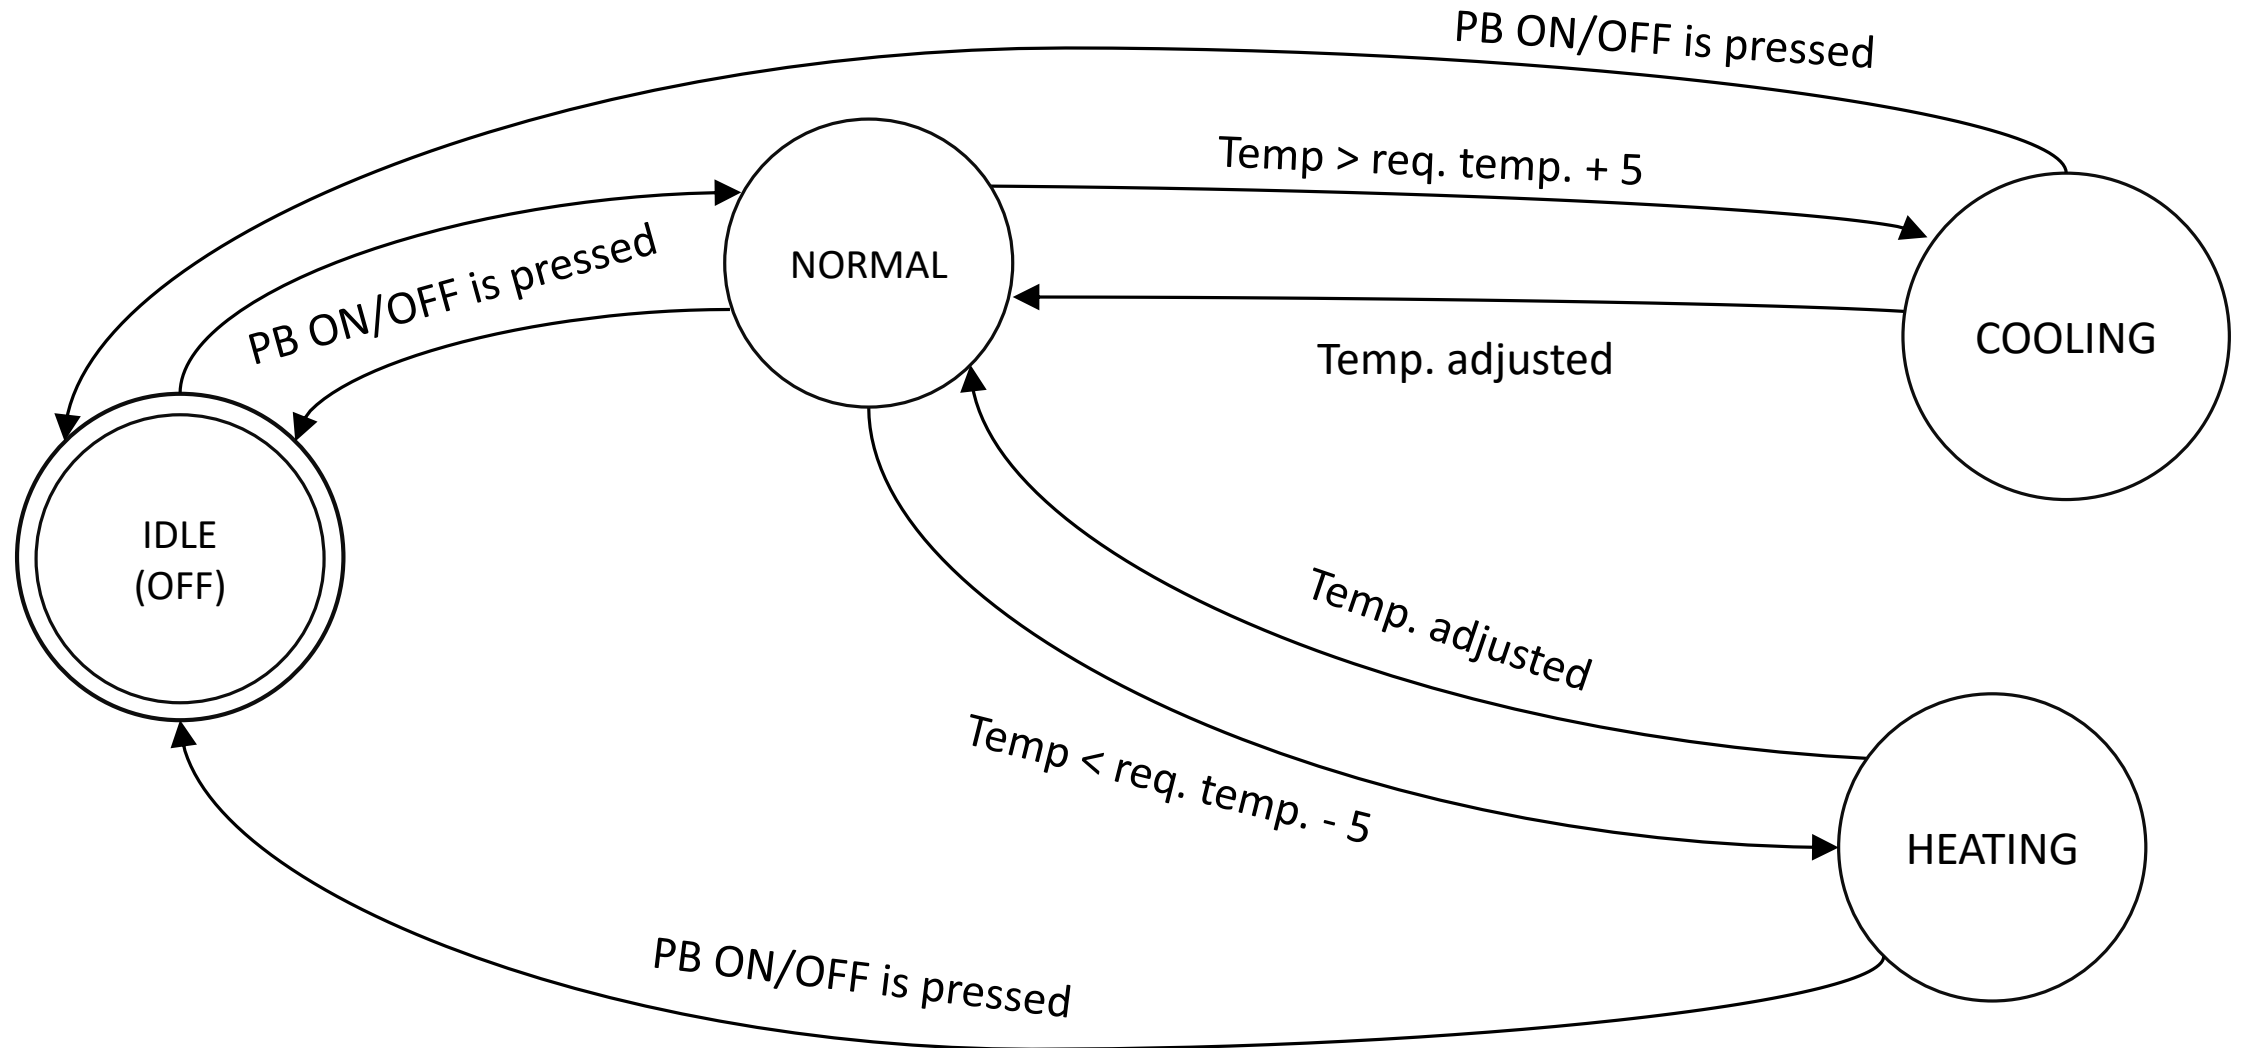 PB ON/OFF is pressed
Temp > req. temp. + 5
PB ON/OFF is pressed
NORMAL
COOLING
Temp. adjusted
IDLE
(OFF)
Temp. adjusted
Temp < req. temp. - 5
HEATING
PB ON/OFF is pressed